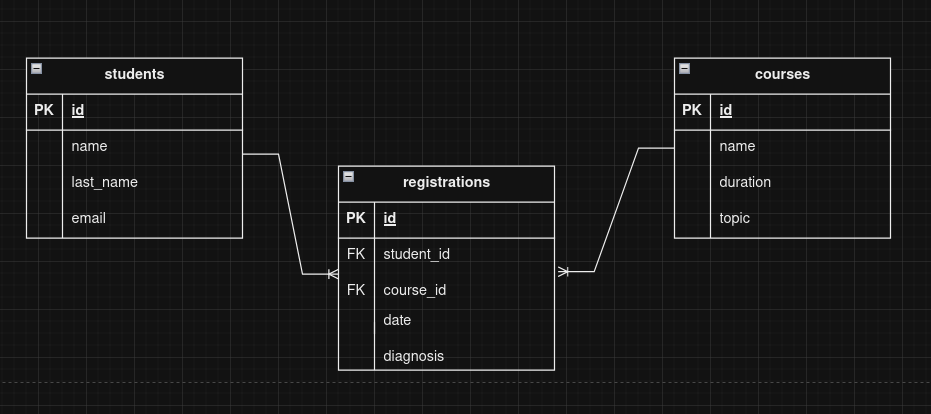 students
PK id
name
last_name
email
registrations
PK id
FK student_id
FK course_id
date
diagnosis
courses
PK id
name
duration
topic